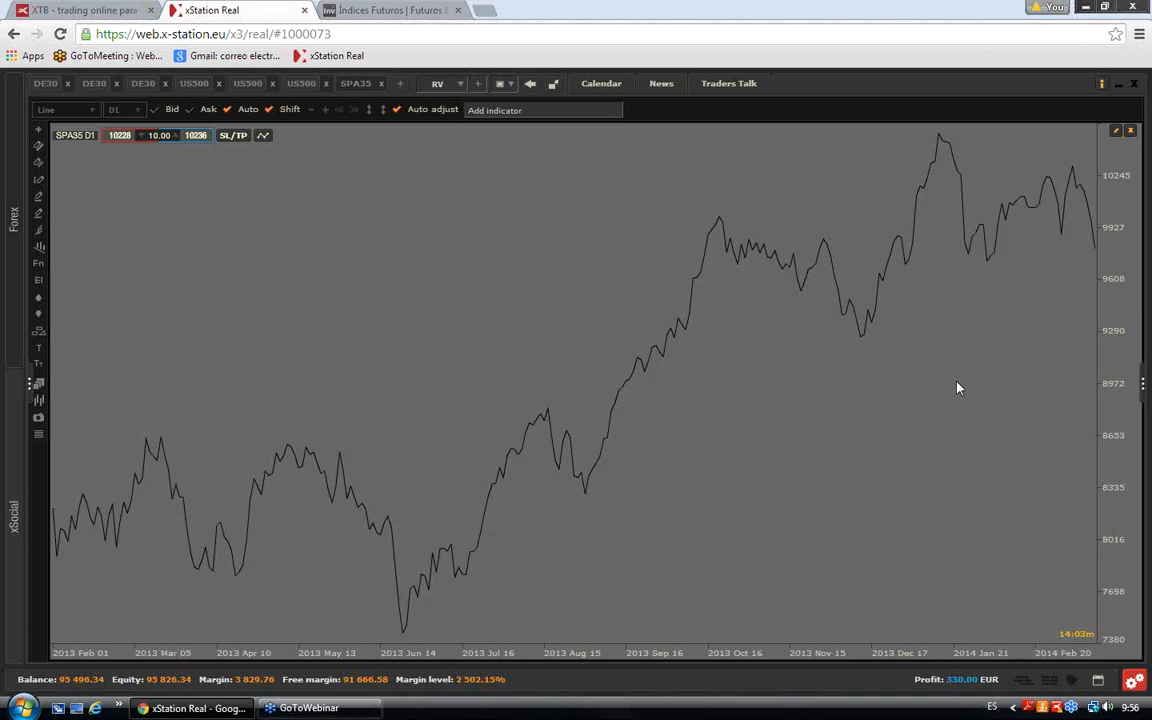 XTB - trading online para
xStation Real
Índices Futuros | Futuros
You
https://web.x-station.eu/x3/real/#1000073
Apps
GoToMeeting : Web...
Gmail: correo electr...
xStation Real
DE30 DE30 DE30 US500 US500 US500 SPA35 + RV + Calendar News Traders Talk
Line D1 Bid Ask Auto Shift Auto adjust Add indicator
SPA35 D1 10228 10.00 10236 SL/TP
Forex
xSocial
Fn
El
T
T
10245
9927
9608
9290
8972
8653
8335
8016
7698
7380
14:03m
2013 Feb 01 2013 Mar 05 2013 Apr 10 2013 May 13 2013 Jun 14 2013 Jul 16 2013 Aug 15 2013 Sep 16 2013 Oct 16 2013 Nov 15 2013 Dec 17 2014 Jan 21 2014 Feb 20
Balance: 95 496.34 Equity: 95 826.34 Margin: 3 829.76 Free margin: 91 666.58 Margin level: 2 502.15% Profit: 330.00 EUR
xStation Real - Goog...
GoToWebinar
ES
9:56